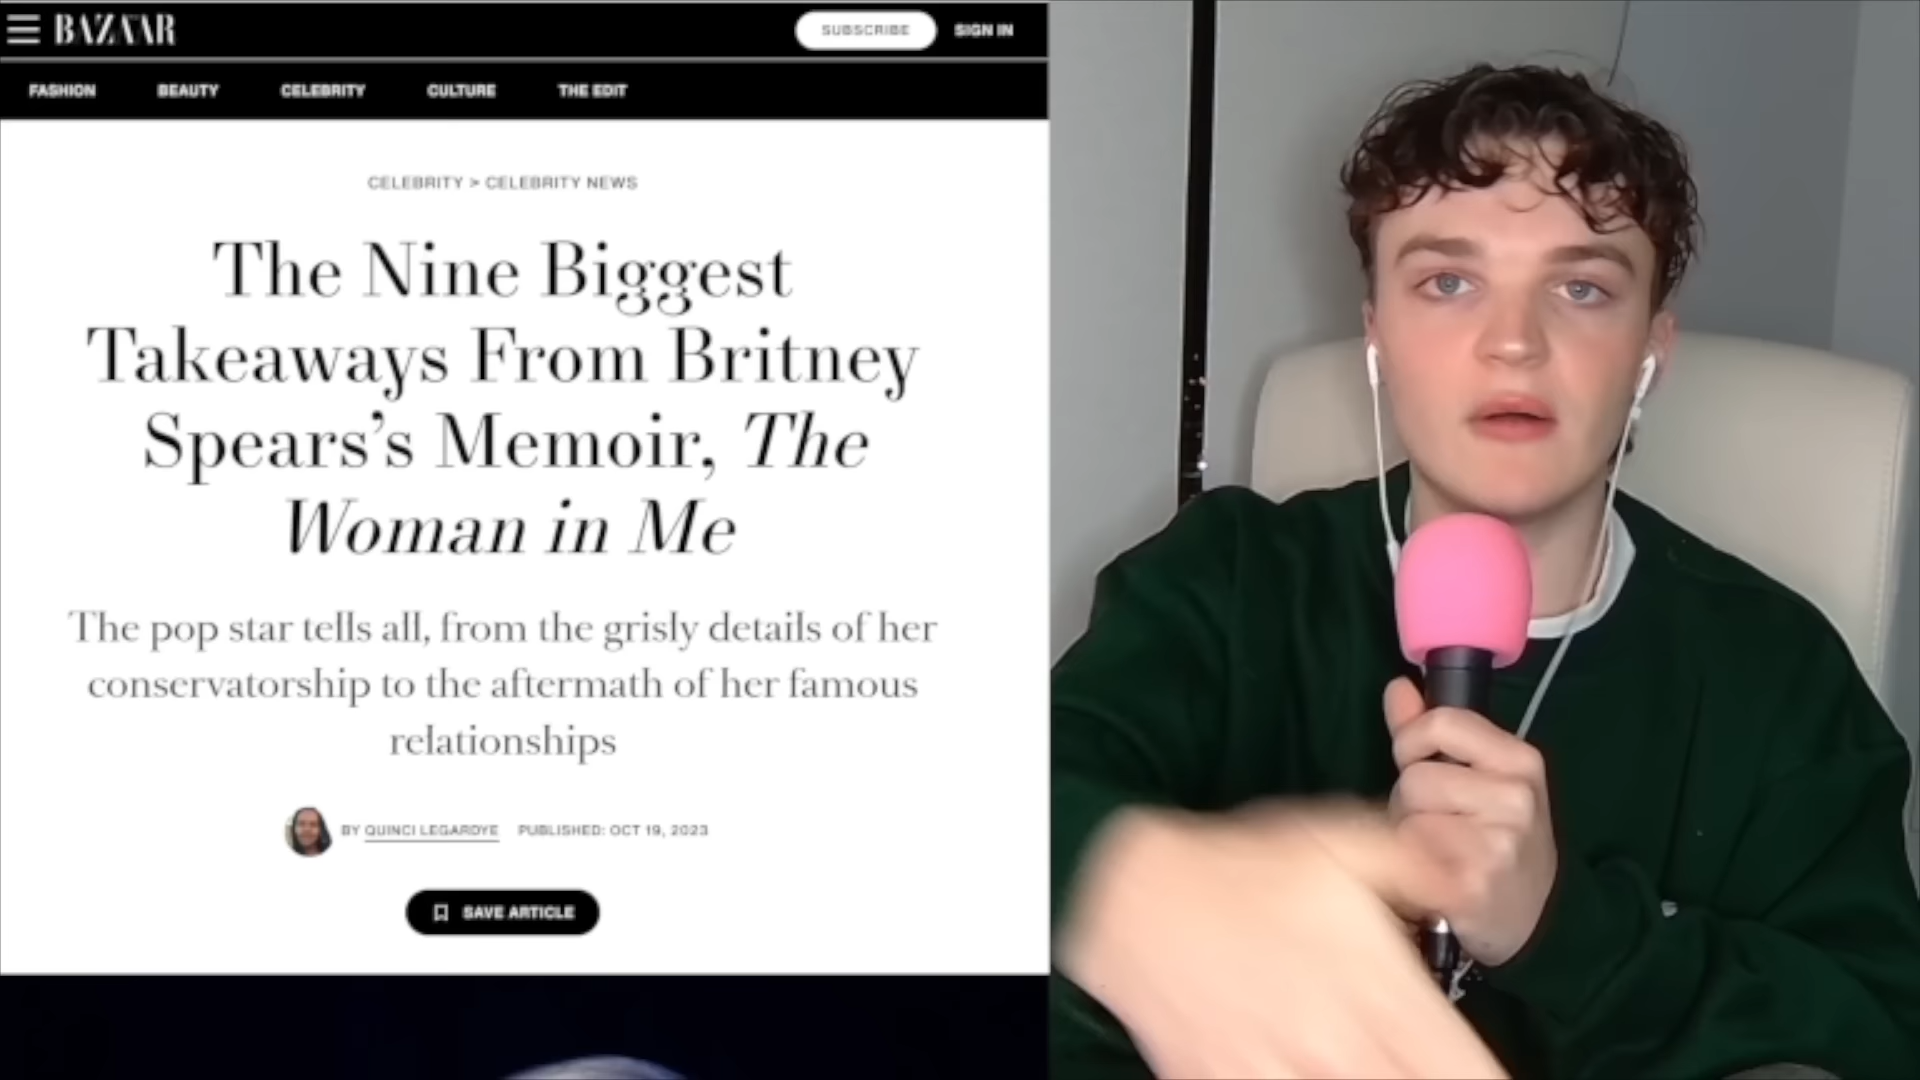 BAZAAR
SUBSCRIBE
SIGN IN
FASHION BEAUTY CELEBRITY CULTURE THE EDIT
CELEBRITY > CELEBRITY NEWS
The Nine Biggest
Takeaways From Britney
Spears’s Memoir, The
Woman in Me
The pop star tells all, from the grisly details of her
conservatorship to the aftermath of her famous
relationships
BY QUINCI LEGARDYE PUBLISHED: OCT 19, 2023
SAVE ARTICLE